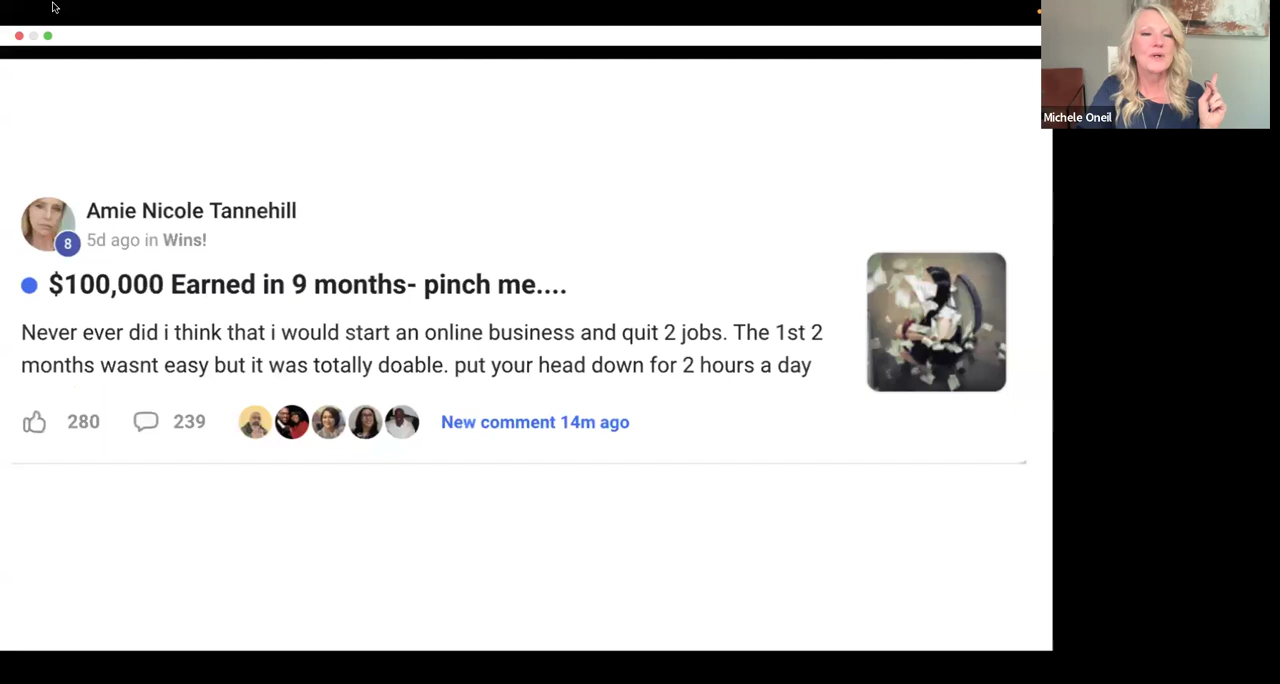 Michele Oneil
Amie Nicole Tannehill
8
5d ago in Wins!
$100,000 Earned in 9 months- pinch me....
Never ever did i think that i would start an online business and quit 2 jobs. The 1st 2
months wasnt easy but it was totally doable. put your head down for 2 hours a day
280
239
New comment 14m ago